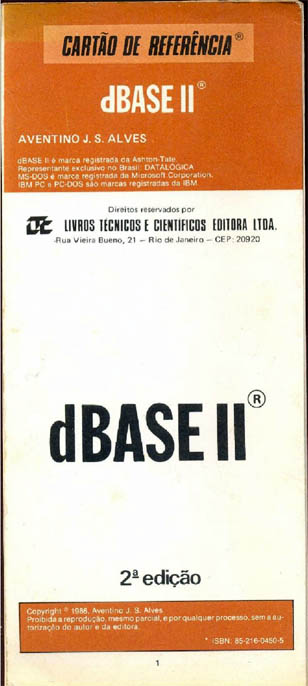 CARTÃO DE REFERÊNCIA®
dBASE II®
AVENTINO J. S. ALVES
dBASE II é marca registrada da Ashton-Tate.
Representante exclusivo no Brasil: DATALÓGICA
MS-DOS é marca registrada da Microsoft Corporation.
IBM PC e PC-DOS são marcas registradas da IBM.
Direitos reservados por
LTC LIVROS TÉCNICOS E CIENTÍFICOS EDITORA LTDA.
Rua Vieira Bueno, 21 — Rio de Janeiro — CEP: 20920
dBASE II®
2ª edição
Copyright © 1986, Aventino J. S. Alves
Proibida a reprodução, mesmo parcial, e por qualquer processo, sem a au-
torização do autor e da editora.
* ISBN: 85-216-0450-5
1